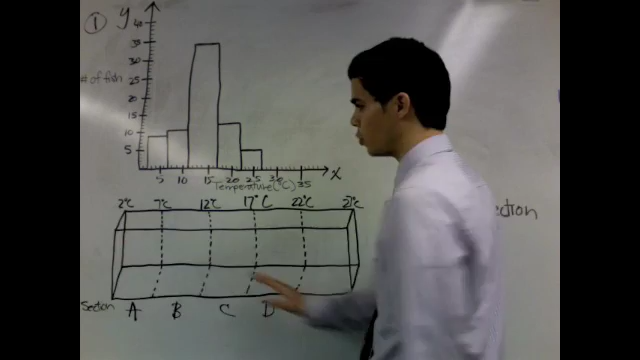 ① y
40
35
30
# of fish 25
20
15
10
5
5 10 15 20 25 30 35 x
Temperature (°C)
2°C 7°C 12°C 17°C 22°C 27°C
Section A B C D